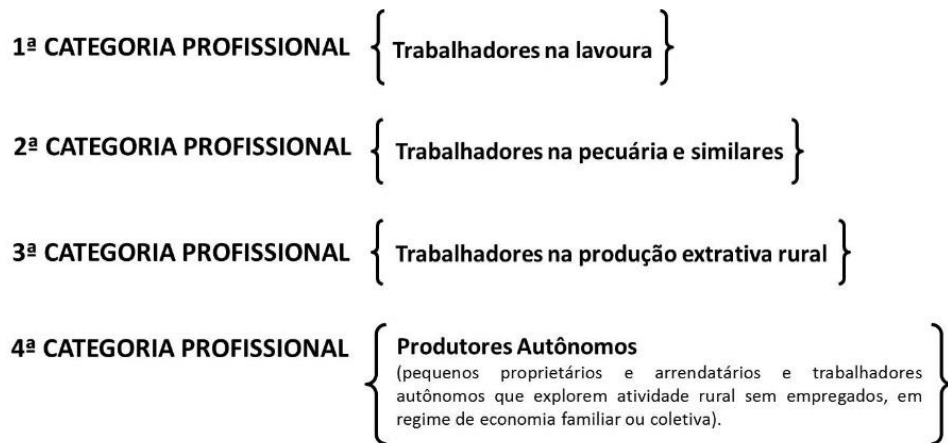 1ª CATEGORIA PROFISSIONAL { Trabalhadores na lavoura }
2ª CATEGORIA PROFISSIONAL { Trabalhadores na pecuária e similares }
3ª CATEGORIA PROFISSIONAL { Trabalhadores na produção extrativa rural }
4ª CATEGORIA PROFISSIONAL { Produtores Autônomos
(pequenos proprietários e arrendatários e trabalhadores
autônomos que explorem atividade rural sem empregados, em
regime de economia familiar ou coletiva). }